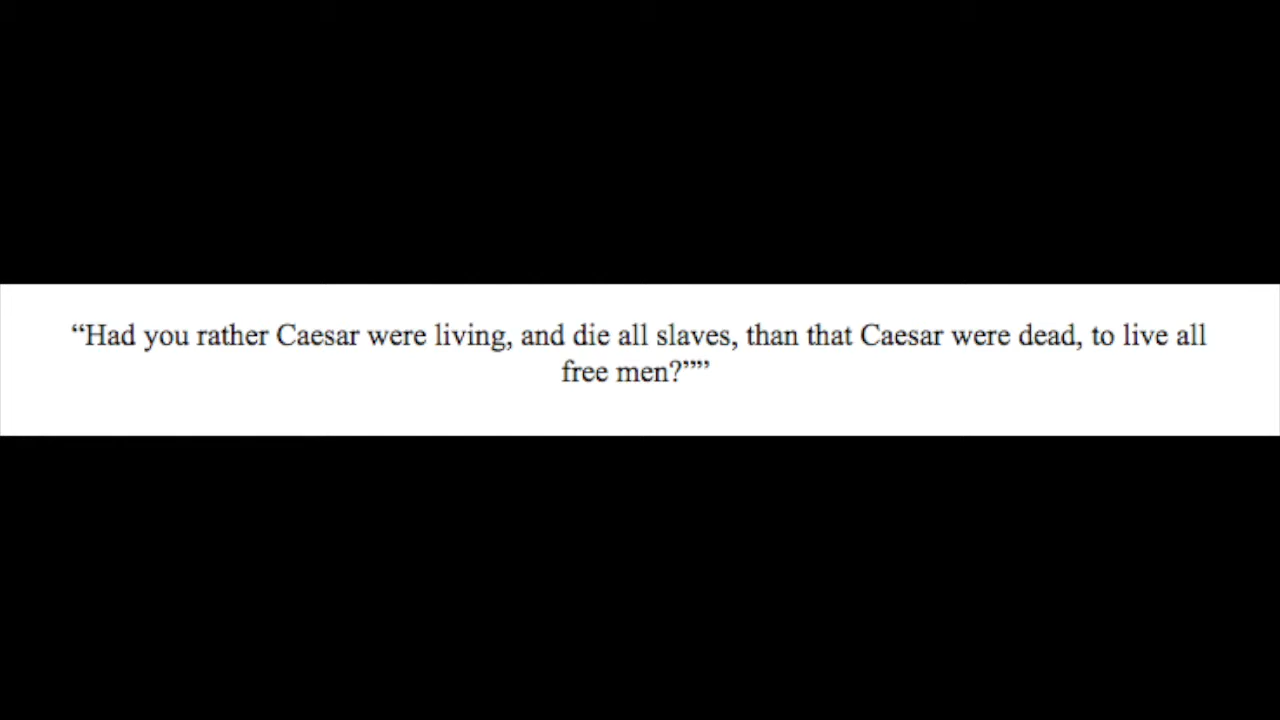 “Had you rather Caesar were living, and die all slaves, than that Caesar were dead, to live all
free men?””